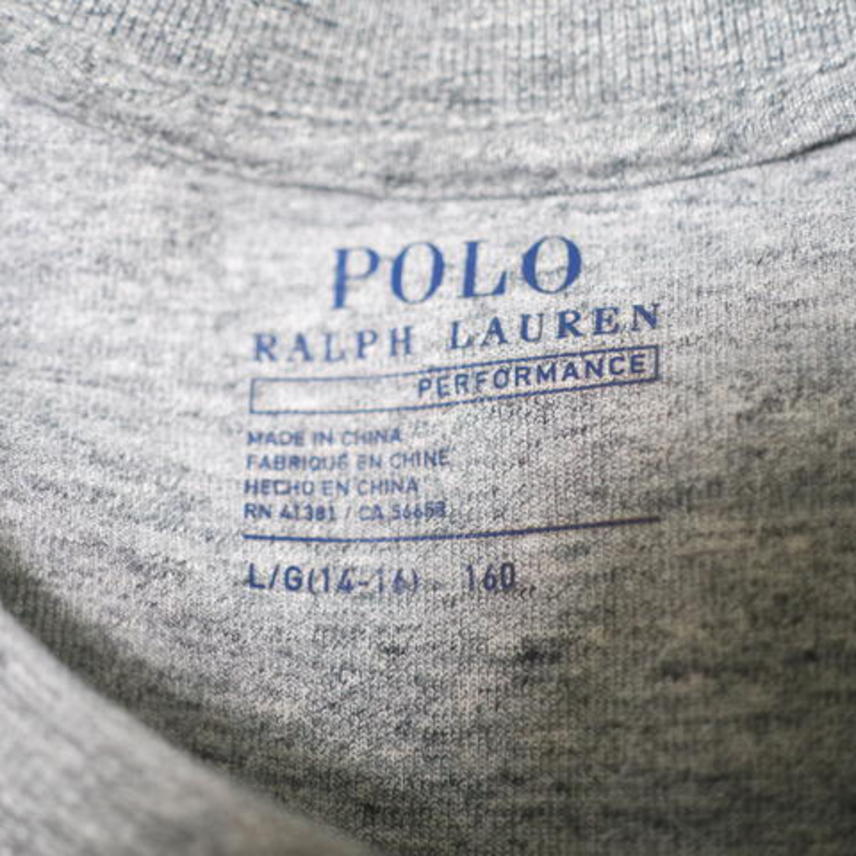 POLO
RALPH LAUREN
PERFORMANCE
MADE IN CHINA
FABRIQUÉ EN CHINE
HECHO EN CHINA
RN 41381 / CA 56658
L/G(14-16) 160